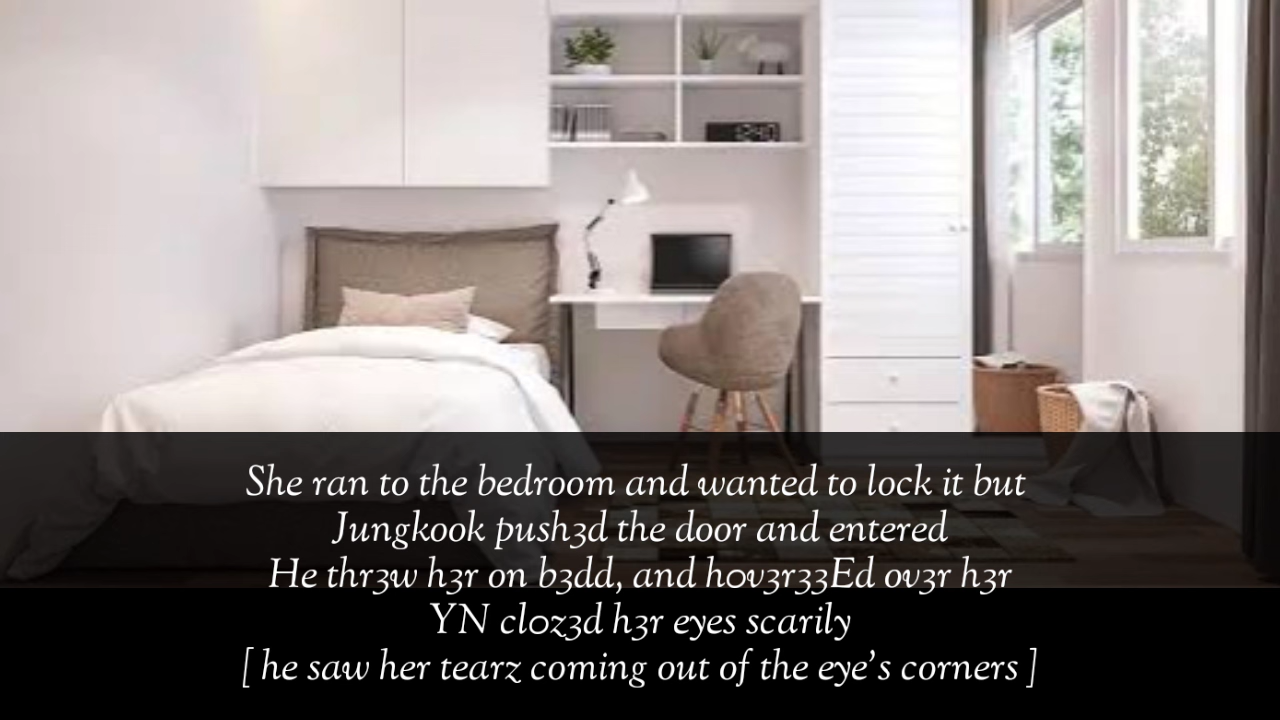 She ran to the bedroom and wanted to lock it but
Jungkook push3d the door and entered
He thr3w h3r on b3dd, and hov3r33Ed ov3r h3r
YN cloz3d h3r eyes scarily
[ he saw her tearz coming out of the eye's corners ]